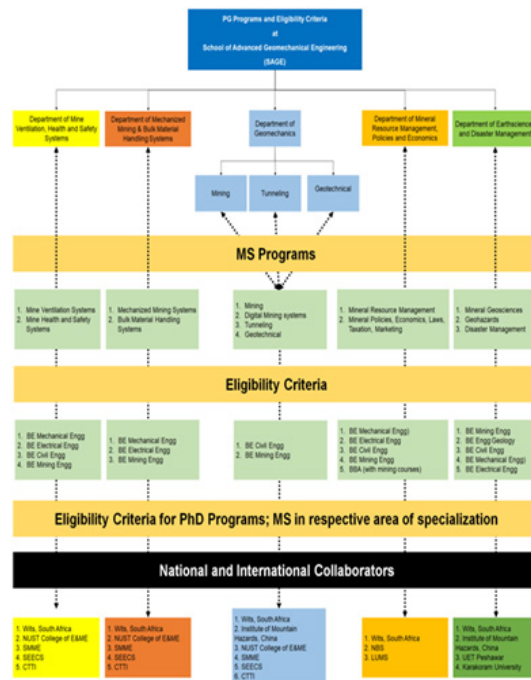 PG Programs and Eligibility Criteria
at
School of Advanced Geomechanical Engineering
(SAGE)
Department of Mine
Ventilation, Health and Safety
Systems
Department of Mechanized
Mining & Bulk Material
Handling Systems
Department of
Geomechanics
Department of Mineral
Resource Management,
Policies and Economics
Department of Earthscience
and Disaster Management
Mining
Tunneling
Geotechnical
MS Programs
1. Mine Ventilation Systems
2. Mine Health and Safety
Systems
1. Mechanized Mining Systems
2. Bulk Material Handling
Systems
1. Mining
2. Digital Mining systems
3. Tunneling
4. Geotechnical
1. Mineral Resource Management
2. Mineral Policies, Economics, Laws,
Taxation, Marketing
1. Mineral Geosciences
2. Geohazards
3. Disaster Management
Eligibility Criteria
1. BE Mechanical Engg
2. BE Electrical Engg
3. BE Civil Engg
4. BE Mining Engg
1. BE Mechanical Engg
2. BE Electrical Engg
3. BE Mining Engg
1. BE Civil Engg
2. BE Mining Engg
1. BE Mechanical Engg)
2. BE Electrical Engg
3. BE Civil Engg
4. BE Mining Engg
5. BBA (with mining courses)
1. BE Mining Engg
2. BE Engg Geology
3. BE Civil Engg
4. BE Mechanical Engg)
5. BE Electrical Engg
Eligibility Criteria for PhD Programs; MS in respective area of specialization
National and International Collaborators
1. Wits, South Africa
2. NUST College of E&ME
3. SMME
4. SEECS
5. CTTI
1. Wits, South Africa
2. NUST College of E&ME
3. SMME
4. SEECS
5. CTTI
1. Wits, South Africa
2. Institute of Mountain
Hazards, China
3. NUST College of E&ME
4. SMME
5. SEECS
6. CTTI
1. Wits, South Africa
2. NBS
3. LUMS
1. Wits, South Africa
2. Institute of Mountain
Hazards, China
3. UET Peshawar
4. Karakoram University